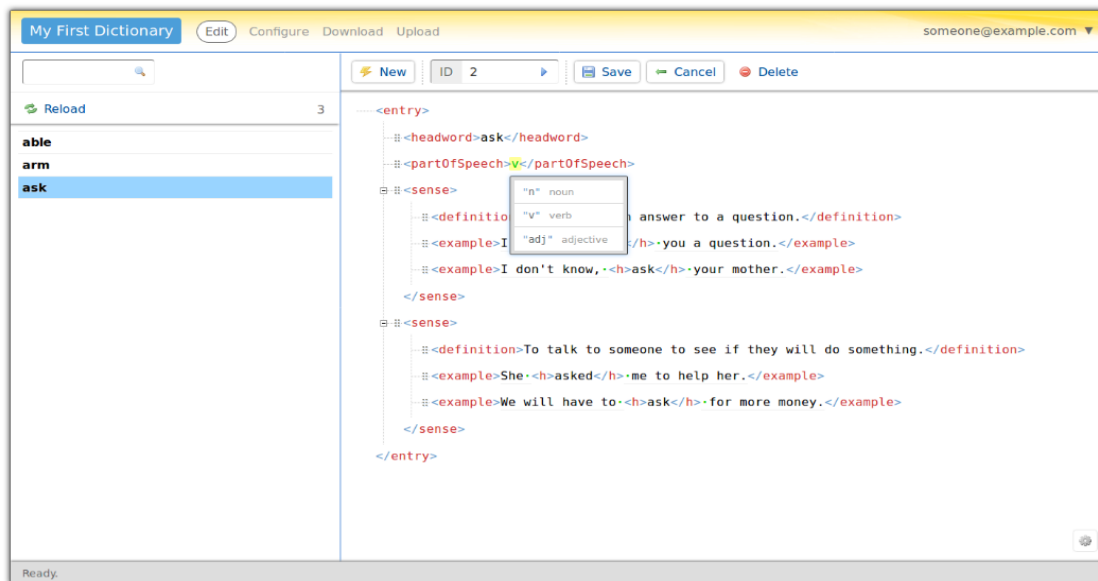 My First Dictionary Edit Configure Download Upload someone@example.com ▼
New ID 2 Save Cancel Delete
Reload 3
able
arm
ask
<entry>
<headword>ask</headword>
<partOfSpeech>v</partOfSpeech>
<sense>
"n" noun
"v" verb
"adj" adjective
<definitio answer to a question.</definition>
<example>I /h>·you a question.</example>
<example>I don't know,·<h>ask</h>·your mother.</example>
</sense>
<sense>
<definition>To talk to someone to see if they will do something.</definition>
<example>She·<h>asked</h>·me to help her.</example>
<example>We will have to·<h>ask</h>·for more money.</example>
</sense>
</entry>
Ready.